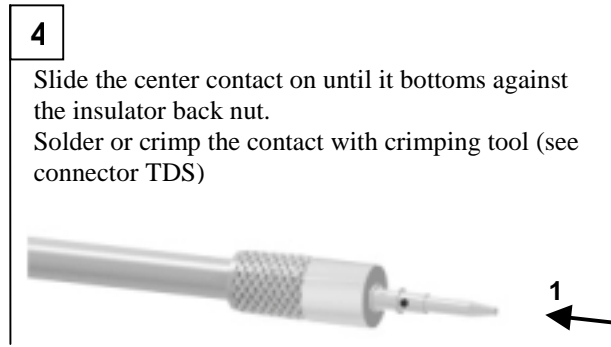 4
Slide the center contact on until it bottoms against
the insulator back nut.
Solder or crimp the contact with crimping tool (see
connector TDS)
1